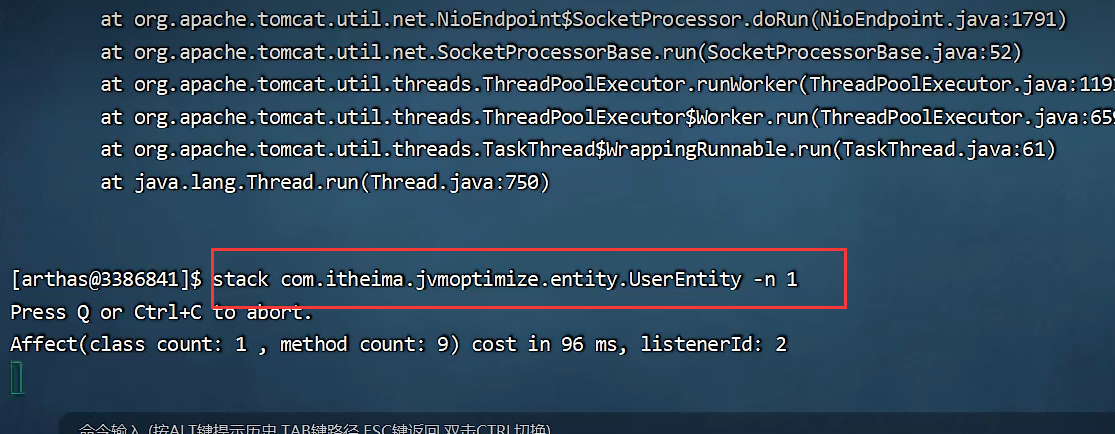 at org.apache.tomcat.util.net.NioEndpoint$SocketProcessor.doRun(NioEndpoint.java:1791)
at org.apache.tomcat.util.net.SocketProcessorBase.run(SocketProcessorBase.java:52)
at org.apache.tomcat.util.threads.ThreadPoolExecutor.runWorker(ThreadPoolExecutor.java:119
at org.apache.tomcat.util.threads.ThreadPoolExecutor$Worker.run(ThreadPoolExecutor.java:659
at org.apache.tomcat.util.threads.TaskThread$WrappingRunnable.run(TaskThread.java:61)
at java.lang.Thread.run(Thread.java:750)
[arthas@3386841]$ stack com.itheima.jvmoptimize.entity.UserEntity -n 1
Press Q or Ctrl+C to abort.
Affect(class count: 1 , method count: 9) cost in 96 ms, listenerId: 2
命令输入 (按ALT键提示历史,TAB键路径,ESC键返回,双击CTRL切换)